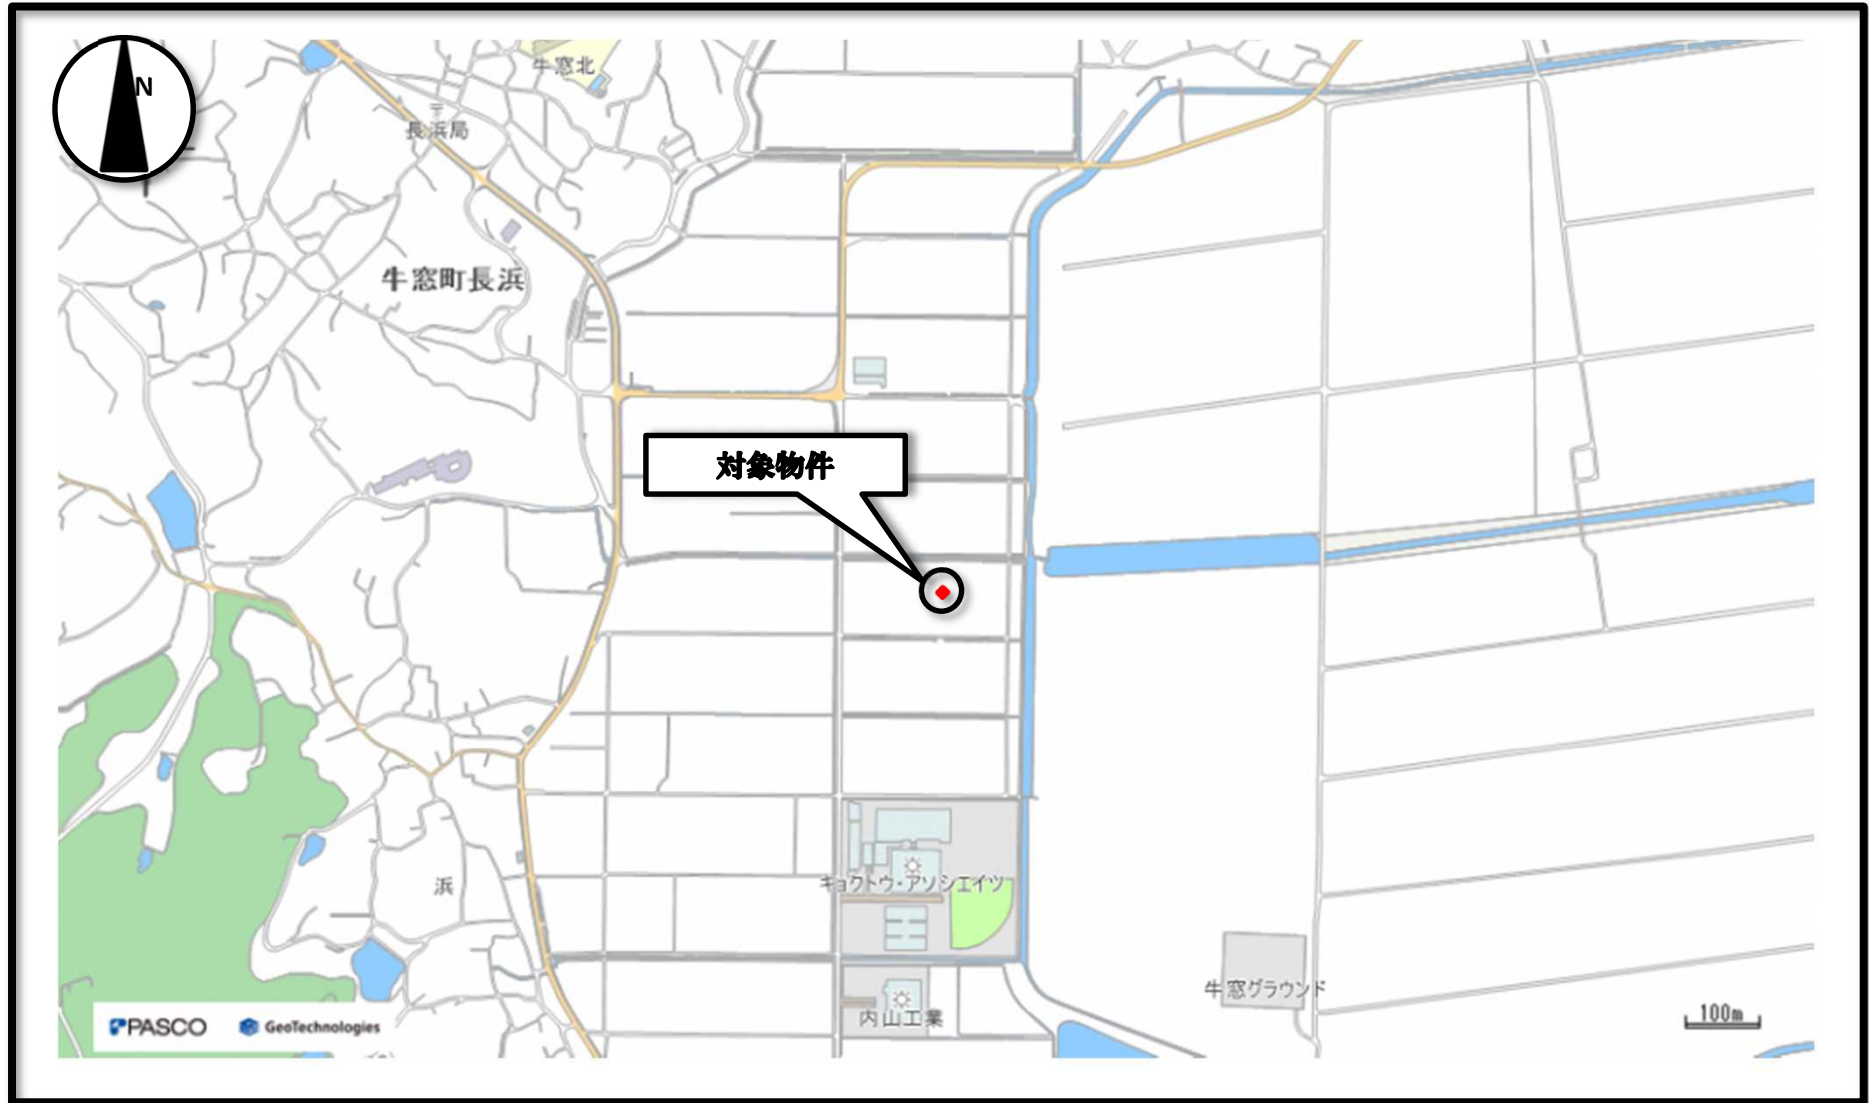 牛窓北
N
長浜局
牛窓町長浜
対象物件
キョクトウ・アソシエイツ
浜
牛窓グラウンド
内山工業
100m
PASCO
GeoTechnologies